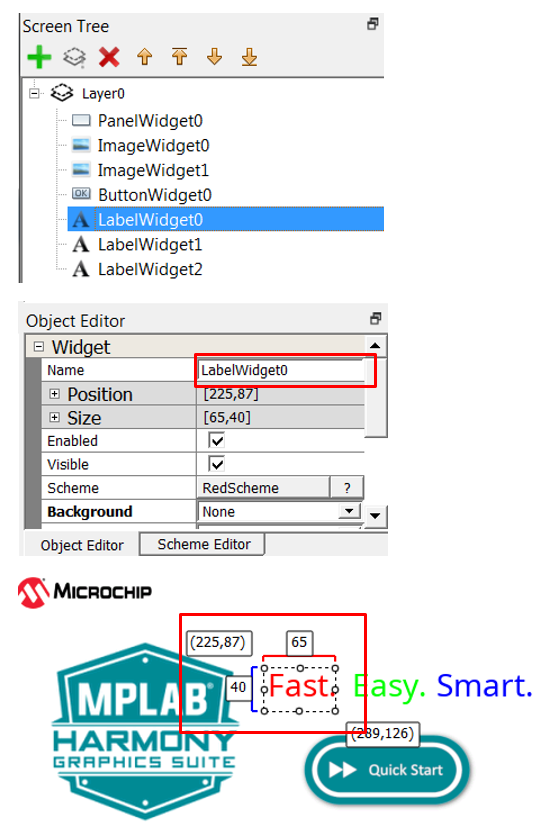 Screen Tree
Layer0
PanelWidget0
ImageWidget0
ImageWidget1
OK ButtonWidget0
A LabelWidget0
A LabelWidget1
A LabelWidget2
Object Editor
Widget
Name LabelWidget0
Position [225,87]
Size [65,40]
Enabled
Visible
Scheme RedScheme ?
Background None
Object Editor Scheme Editor
MICROCHIP
(225,87) 65
40 Fast. Easy. Smart.
MPLAB®
HARMONY
GRAPHICS SUITE
(289,126)
Quick Start